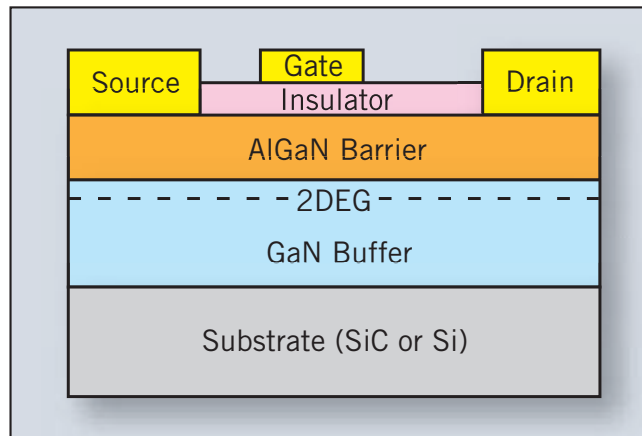 Source
Gate
Drain
Insulator
AlGaN Barrier
2DEG
GaN Buffer
Substrate (SiC or Si)